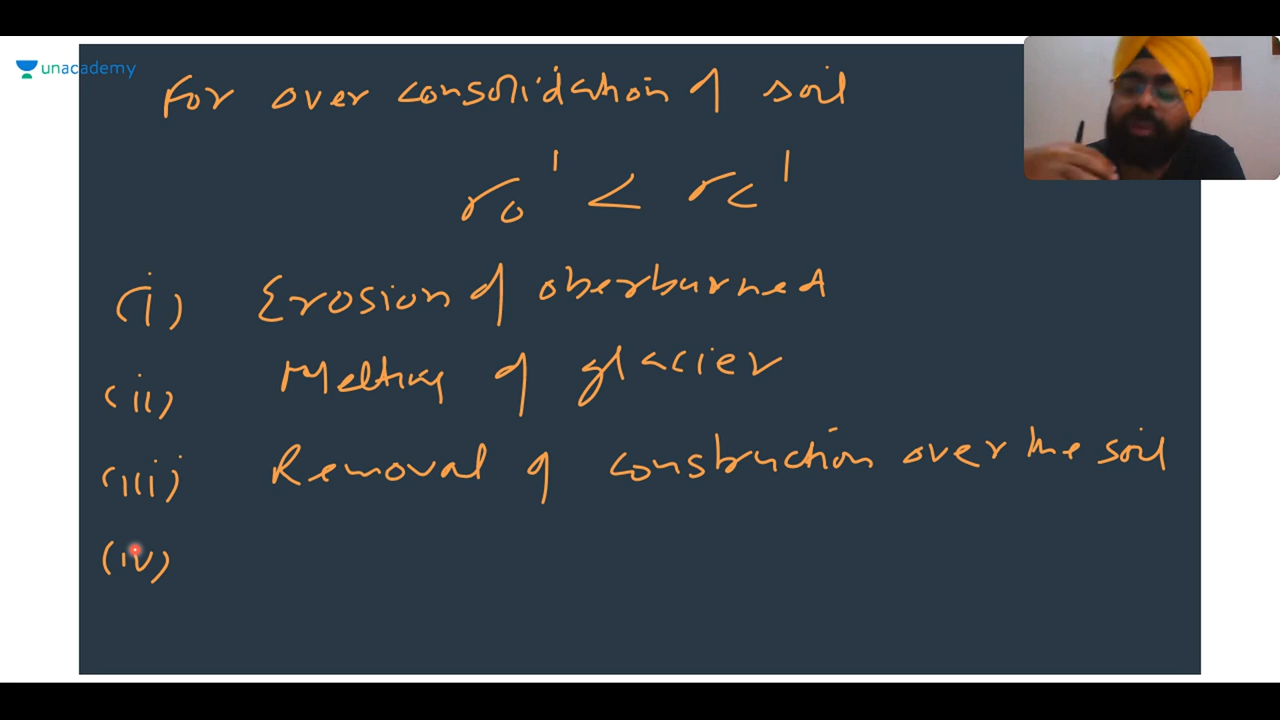 unacademy
For over consolidation of soil
σ0' < σc'
(i) Erosion of oberburned
(ii) Melting of glacier
(iii) Removal of construction over the soil
(iv)